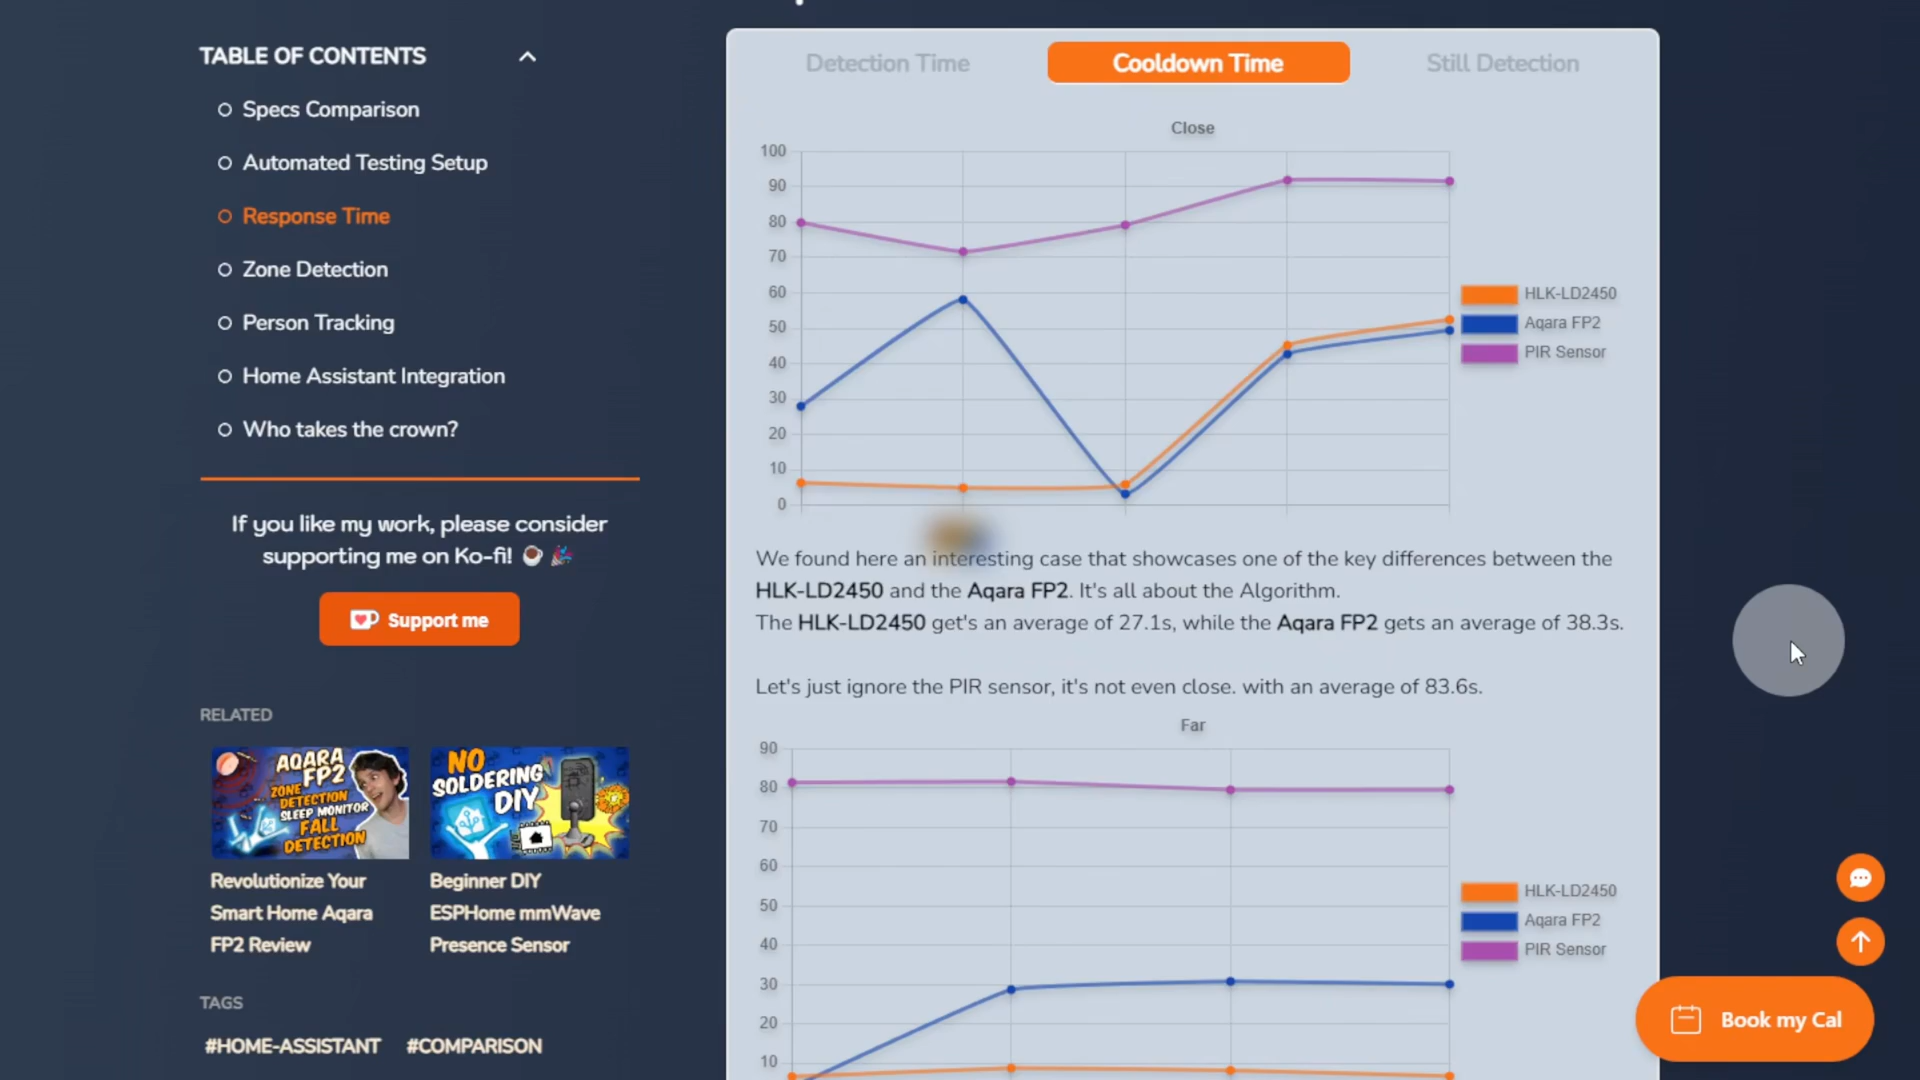 TABLE OF CONTENTS
Specs Comparison
Automated Testing Setup
Response Time
Zone Detection
Person Tracking
Home Assistant Integration
Who takes the crown?
If you like my work, please consider
supporting me on Ko-fi! ☕ 🎉
Support me
RELATED
AQARA
FP2
ZONE
DETECTION
SLEEP MONITOR
FALL
DETECTION
Revolutionize Your
Smart Home Aqara
FP2 Review
NO
SOLDERING
DIY
Beginner DIY
ESPHome mmWave
Presence Sensor
TAGS
#HOME-ASSISTANT #COMPARISON
Detection Time Cooldown Time Still Detection
Close
100
90
80
70
60
50
40
30
20
10
0
HLK-LD2450
Aqara FP2
PIR Sensor
We found here an interesting case that showcases one of the key differences between the
HLK-LD2450 and the Aqara FP2. It's all about the Algorithm.
The HLK-LD2450 get's an average of 27.1s, while the Aqara FP2 gets an average of 38.3s.
Let's just ignore the PIR sensor, it's not even close. with an average of 83.6s.
Far
90
80
70
60
50
40
30
20
10
HLK-LD2450
Aqara FP2
PIR Sensor
Book my Cal